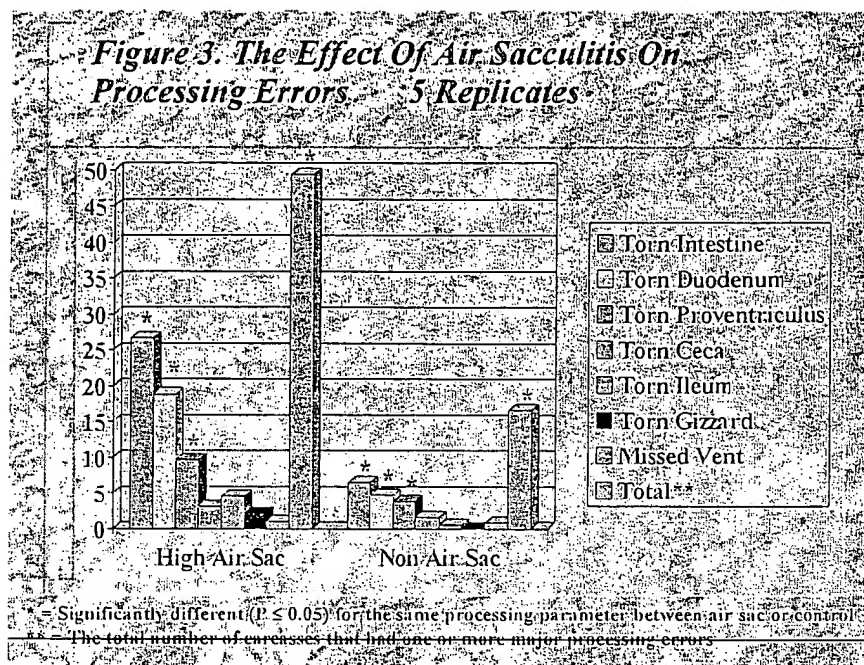 Figure 3. The Effect Of Air Sacculitis On
Processing Errors 5 Replicates
50
45
40
35
30
25
20
15
10
5
0
* * * * * * * *
High Air Sac Non Air Sac
Torn Intestine
Torn Duodenum
Torn Proventriculus
Torn Ceca
Torn Ileum
Torn Gizzard
Missed Vent
Total**
= Significantly different (P ≤ 0.05) for the same processing parameter between air sac or control
** = The total number of carcasses that had one or more major processing errors